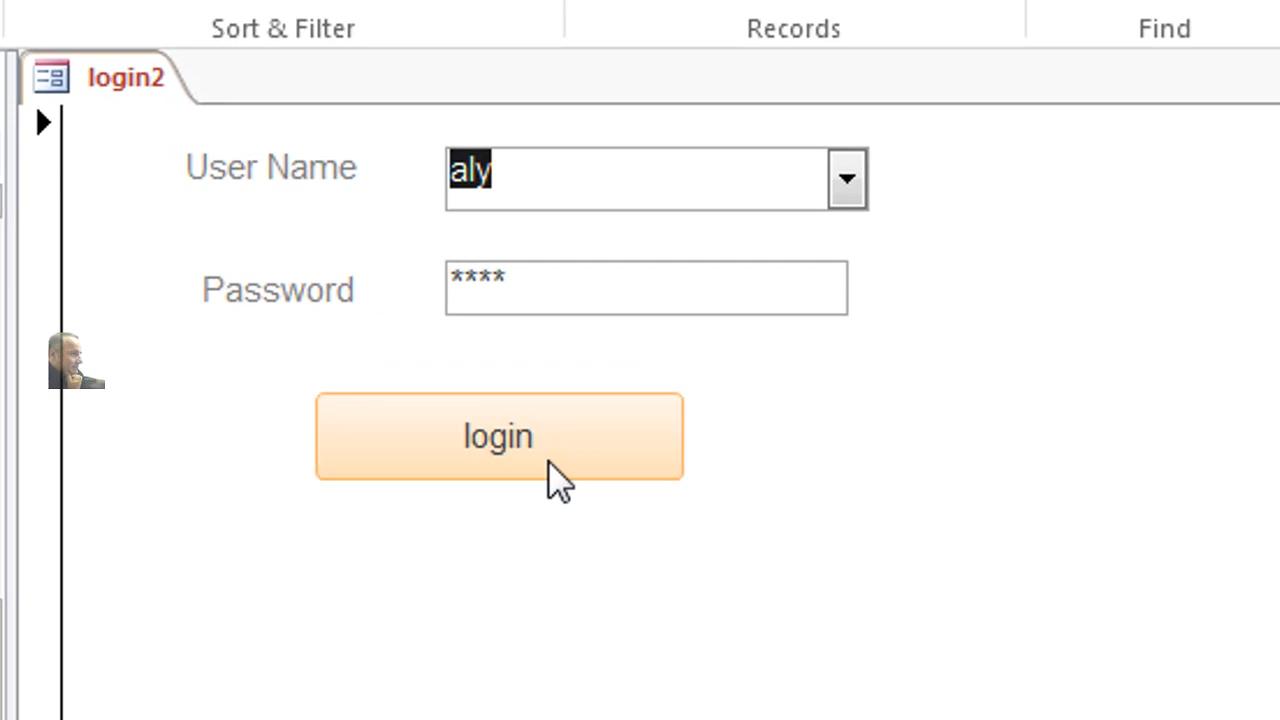 Sort & Filter Records Find
login2
User Name aly
Password ****
login